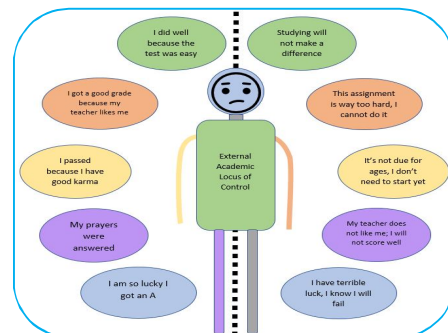 I did well
because the
test was easy
Studying will
not make a
difference
I got a good grade
because my
teacher likes me
This assignment
is way too hard, I
cannot do it
External
Academic
Locus of
Control
I passed
because I have
good karma
It's not due for
ages, I don't
need to start yet
My prayers
were
answered
My teacher does
not like me; I will
not score well
I am so lucky I
got an A
I have terrible
luck, I know I will
fail